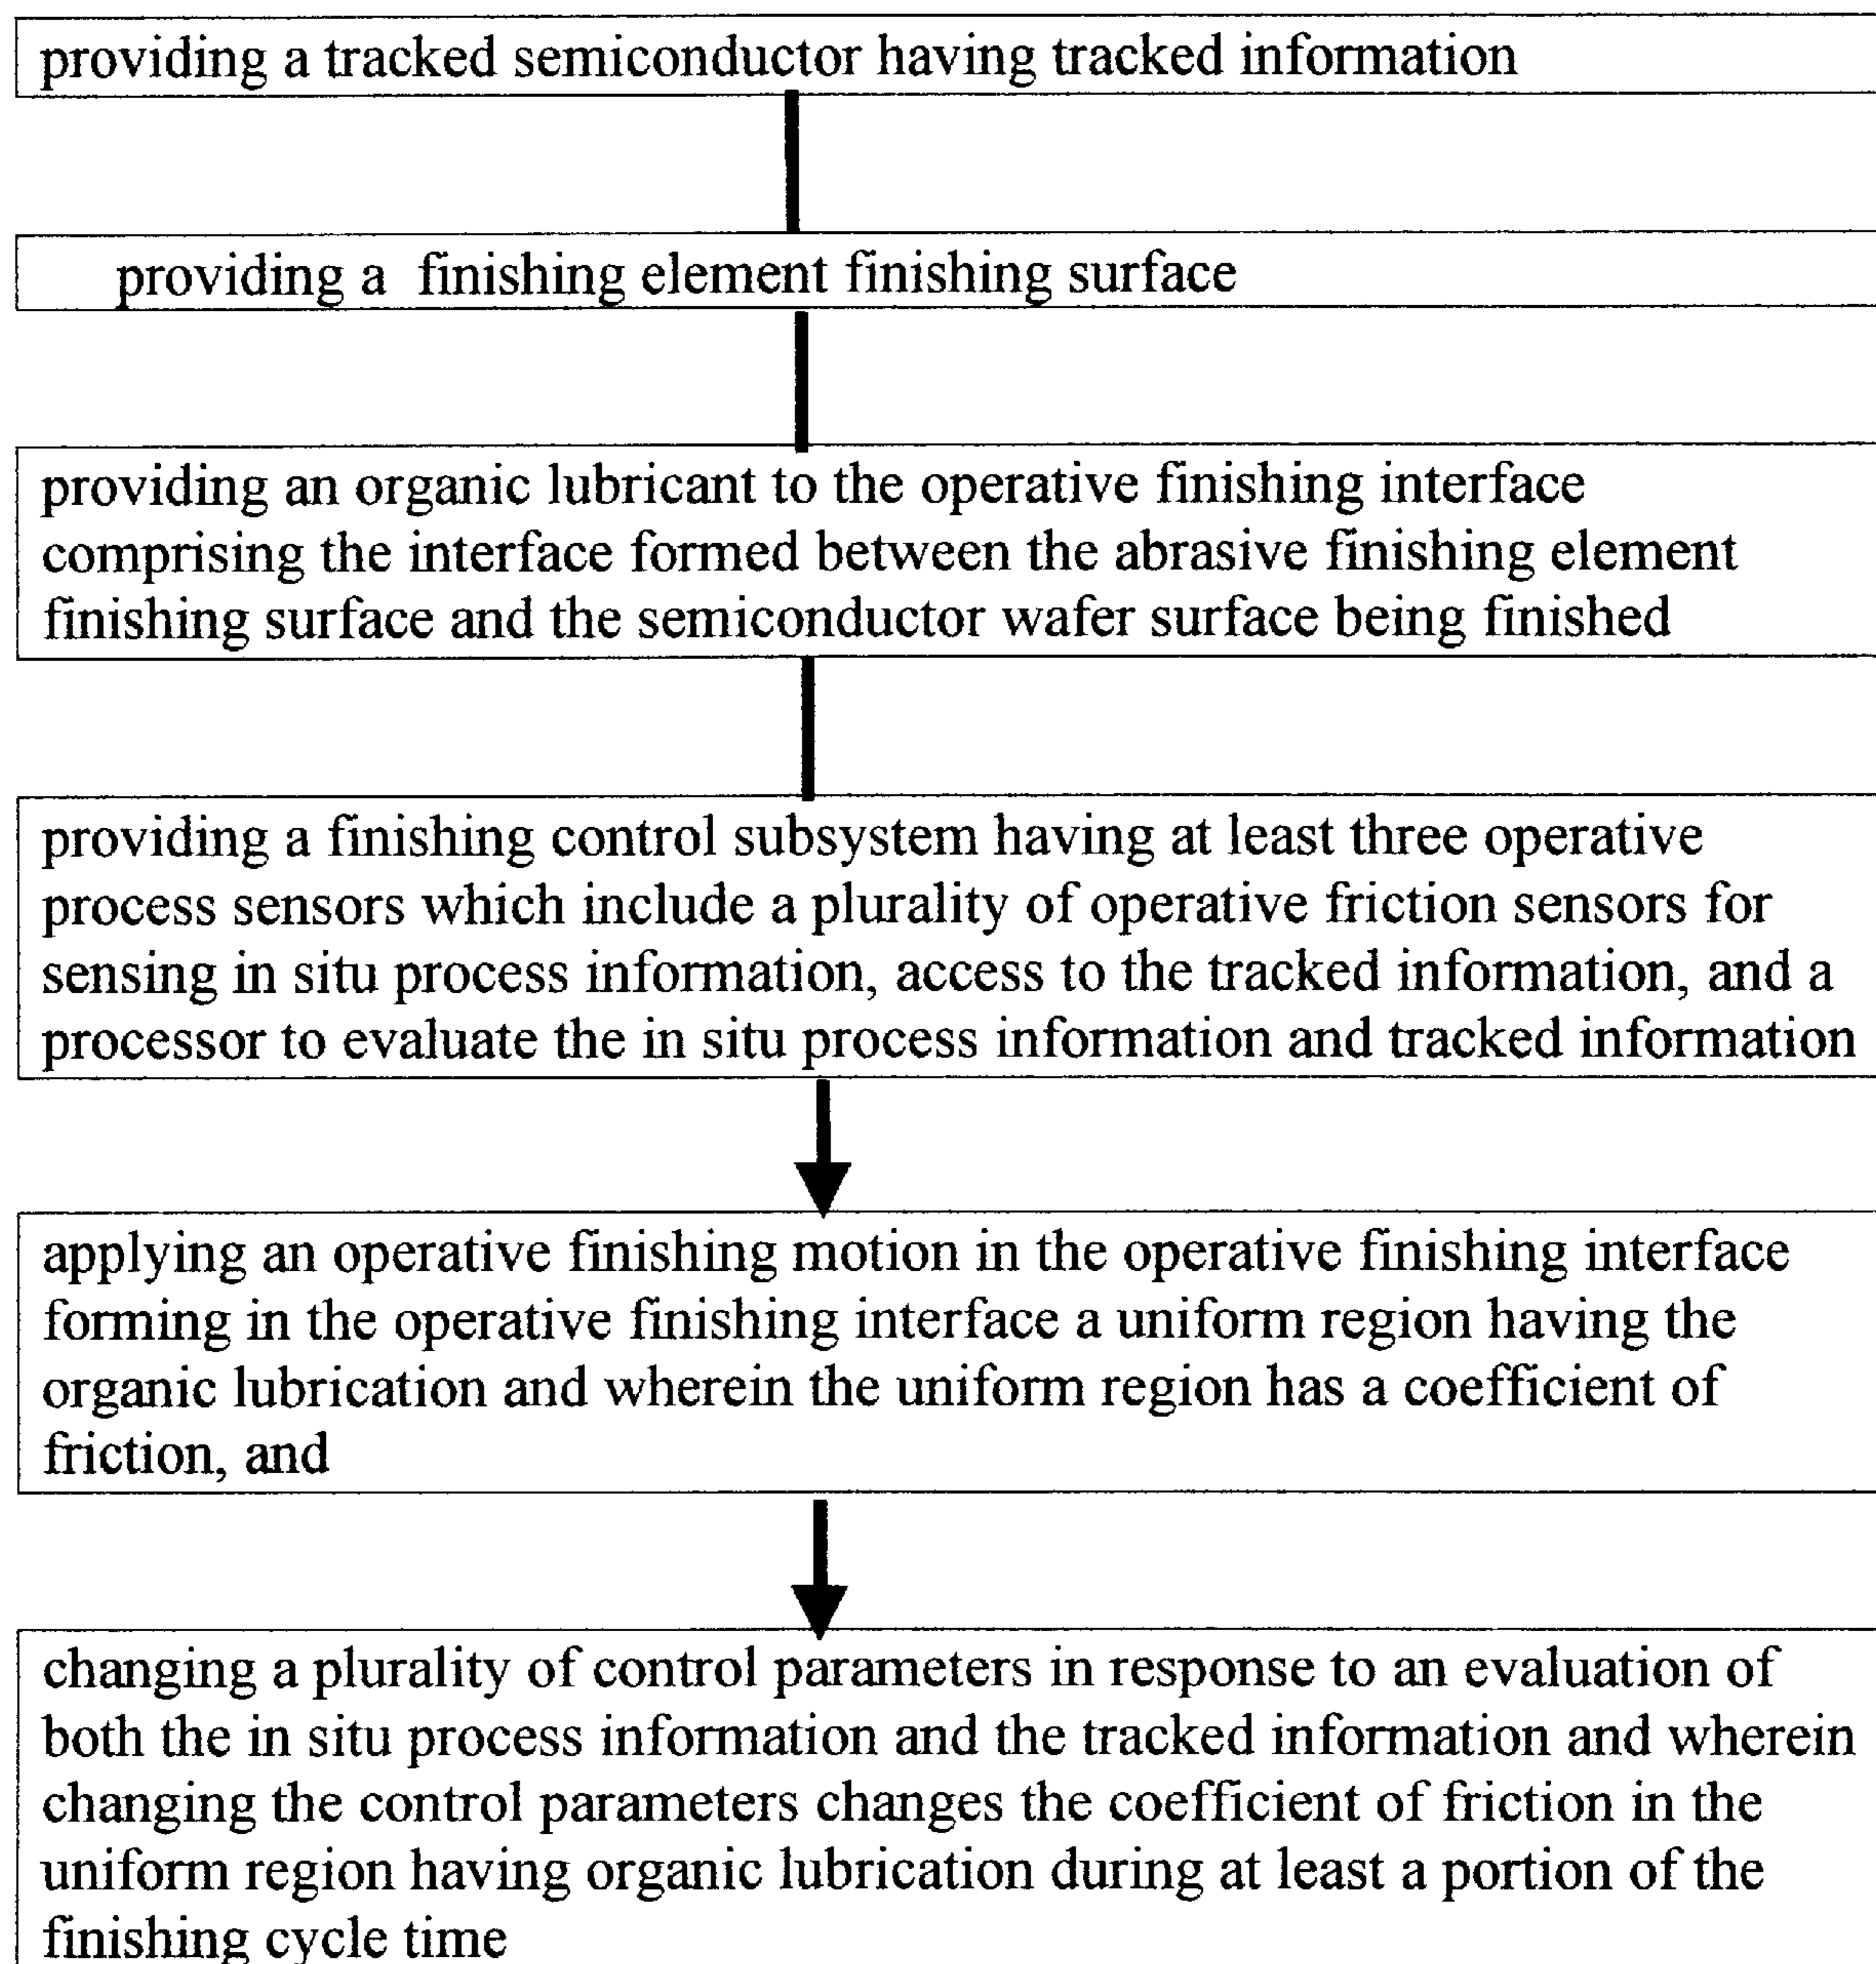 providing a tracked semiconductor having tracked information
providing a finishing element finishing surface
providing an organic lubricant to the operative finishing interface
comprising the interface formed between the abrasive finishing element
finishing surface and the semiconductor wafer surface being finished
providing a finishing control subsystem having at least three operative
process sensors which include a plurality of operative friction sensors for
sensing in situ process information, access to the tracked information, and a
processor to evaluate the in situ process information and tracked information
applying an operative finishing motion in the operative finishing interface
forming in the operative finishing interface a uniform region having the
organic lubrication and wherein the uniform region has a coefficient of
friction, and
changing a plurality of control parameters in response to an evaluation of
both the in situ process information and the tracked information and wherein
changing the control parameters changes the coefficient of friction in the
uniform region having organic lubrication during at least a portion of the
finishing cycle time